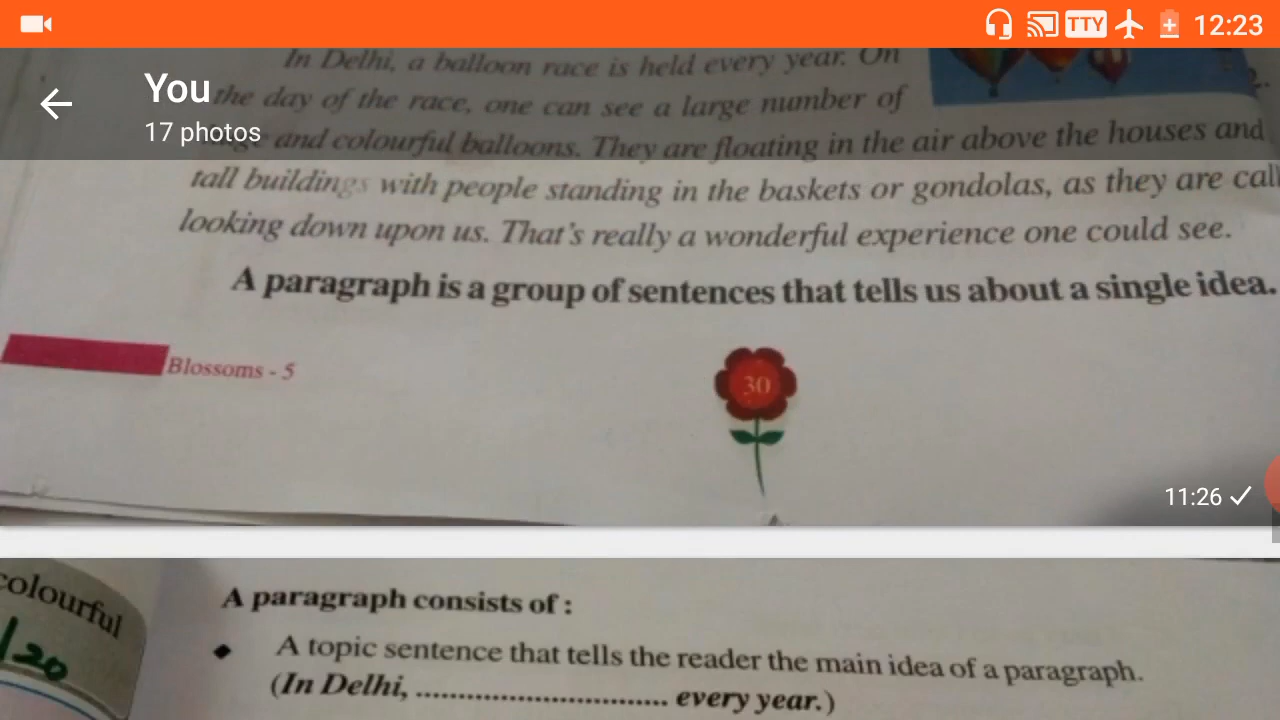 TTY 12:23
In Delhi, a balloon race is held every year. On
You
the day of the race, one can see a large number of
17 photos
and colourful balloons. They are floating in the air above the houses and
tall buildings with people standing in the baskets or gondolas, as they are call
looking down upon us. That's really a wonderful experience one could see.
A paragraph is a group of sentences that tells us about a single idea.
Blossoms - 5
30
11:26
colourful
/20
A paragraph consists of :
◆ A topic sentence that tells the reader the main idea of a paragraph.
(In Delhi, ............................ every year.)